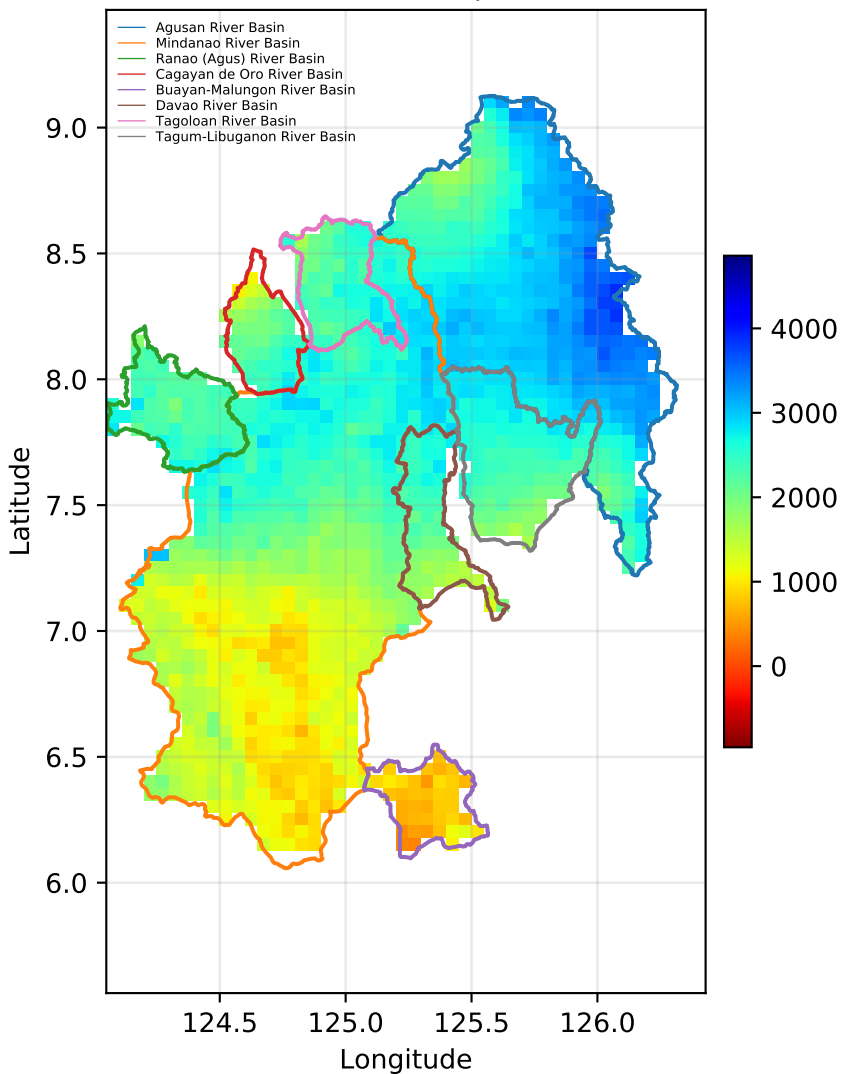 Agusan River Basin
Mindanao River Basin
Ranao (Agus) River Basin
Cagayan de Oro River Basin
Buayan-Malungon River Basin
Davao River Basin
Tagoloan River Basin
Tagum-Libuganon River Basin
9.0
8.5
8.0
7.5
7.0
6.5
6.0
Latitude
124.5 125.0 125.5 126.0
Longitude
4000
3000
2000
1000
0